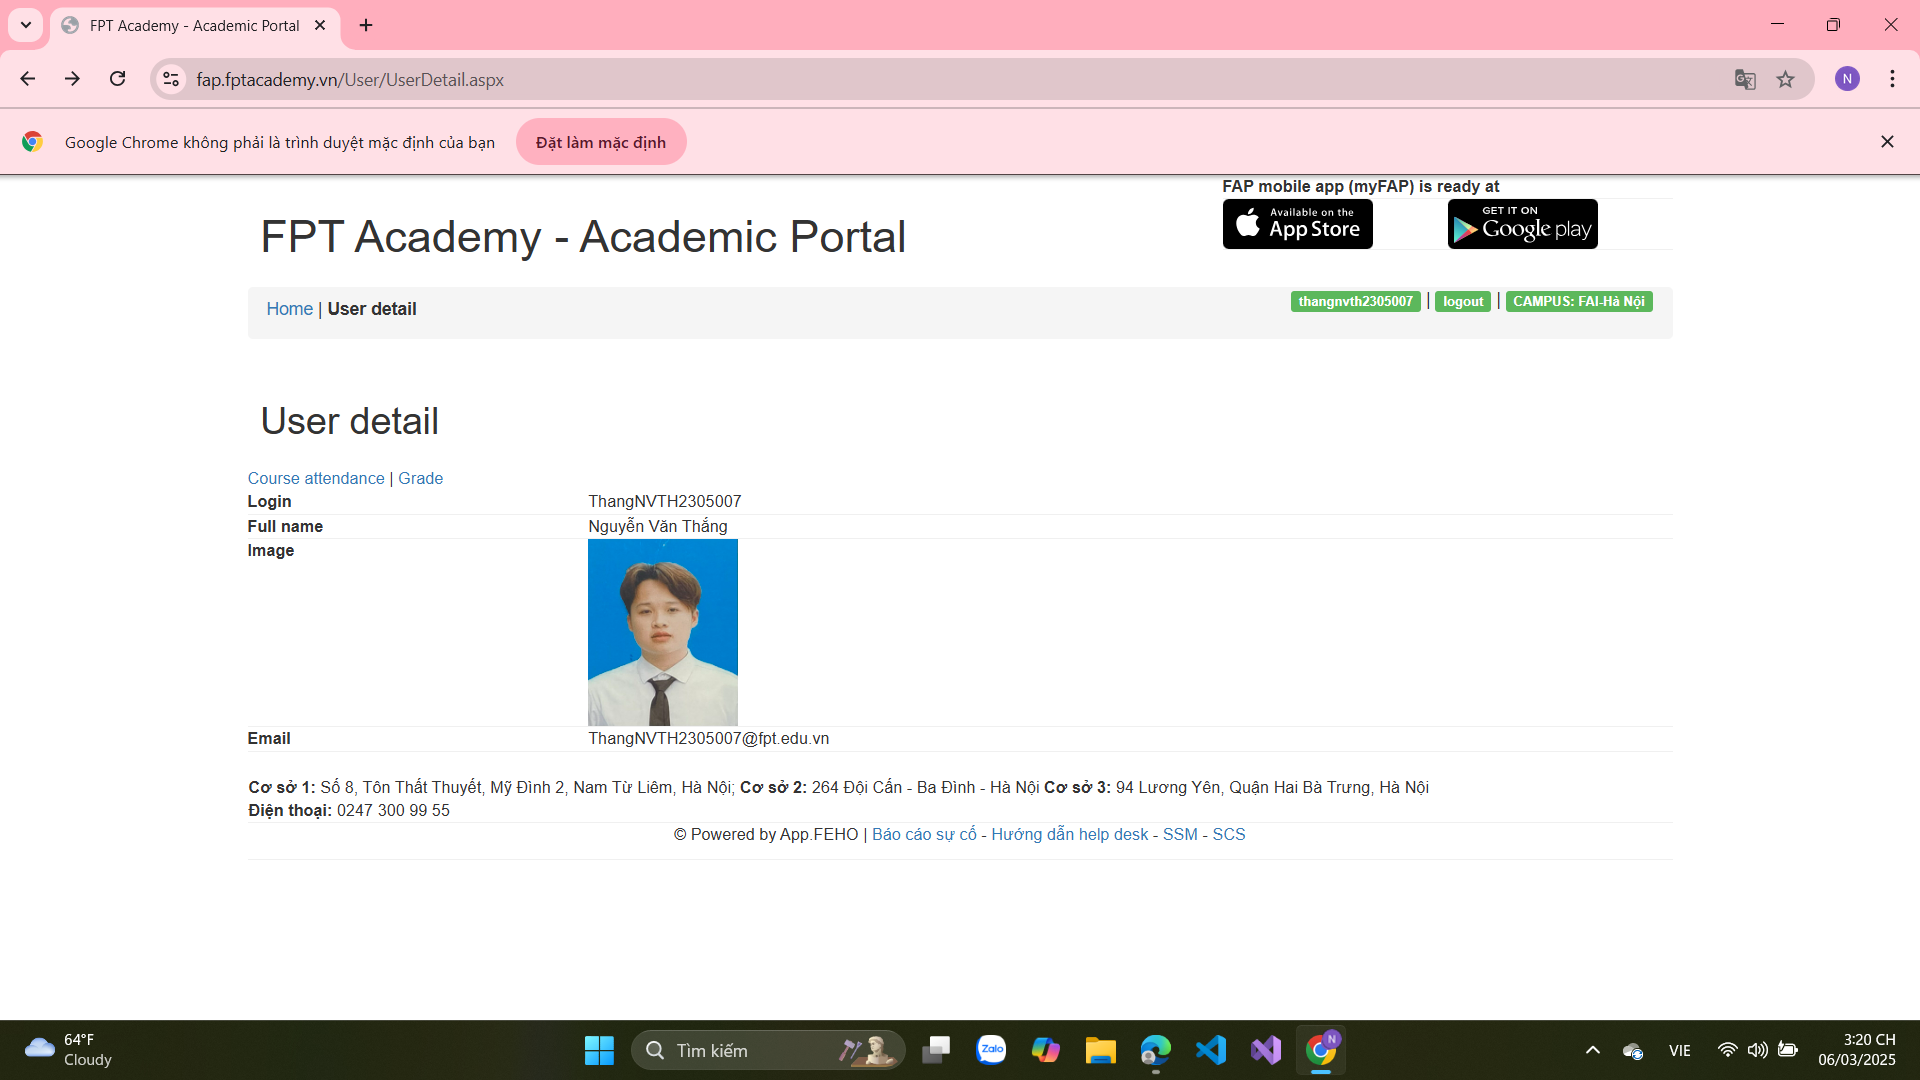 FPT Academy - Academic Portal
fap.fptacademy.vn/User/UserDetail.aspx
N
Google Chrome không phải là trình duyệt mặc định của bạn
Đặt làm mặc định
FAP mobile app (myFAP) is ready at
Available on the
App Store
GET IT ON
Google play
FPT Academy - Academic Portal
Home | User detail
thangnvth2305007 | logout | CAMPUS: FAI-Hà Nội
User detail
Course attendance | Grade
Login ThangNVTH2305007
Full name Nguyễn Văn Thắng
Image
Email ThangNVTH2305007@fpt.edu.vn
Cơ sở 1: Số 8, Tôn Thất Thuyết, Mỹ Đình 2, Nam Từ Liêm, Hà Nội; Cơ sở 2: 264 Đội Cấn - Ba Đình - Hà Nội Cơ sở 3: 94 Lương Yên, Quận Hai Bà Trưng, Hà Nội
Điện thoại: 0247 300 99 55
© Powered by App.FEHO | Báo cáo sự cố - Hướng dẫn help desk - SSM - SCS
64°F
Cloudy
Tìm kiếm
Zalo
N
VIE
3:20 CH
06/03/2025